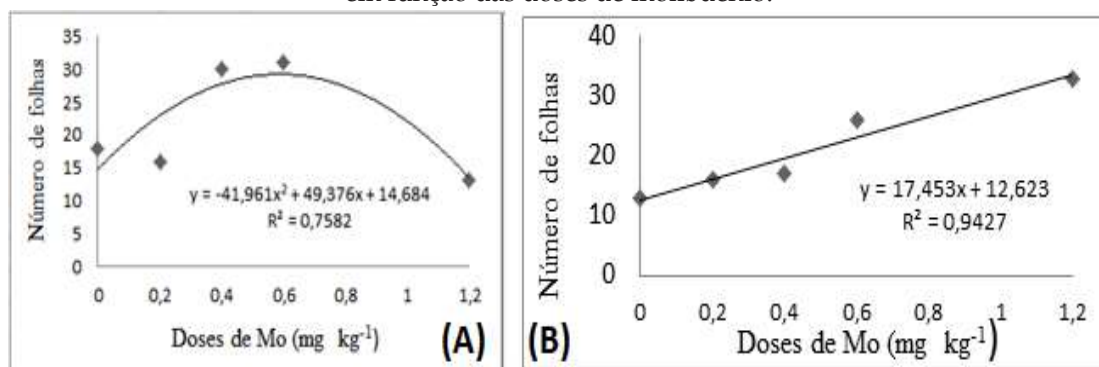 em função das doses de molibdênio.
Número de folhas
35
30
25
20
15
10
5
0
y = -41,961x² + 49,376x + 14,684
R² = 0,7582
0 0,2 0,4 0,6 0,8 1 1,2
Doses de Mo (mg kg⁻¹)
(A)
Número de folhas
40
30
20
10
0
y = 17,453x + 12,623
R² = 0,9427
0 0,2 0,4 0,6 0,8 1 1,2
Doses de Mo (mg kg⁻¹)
(B)